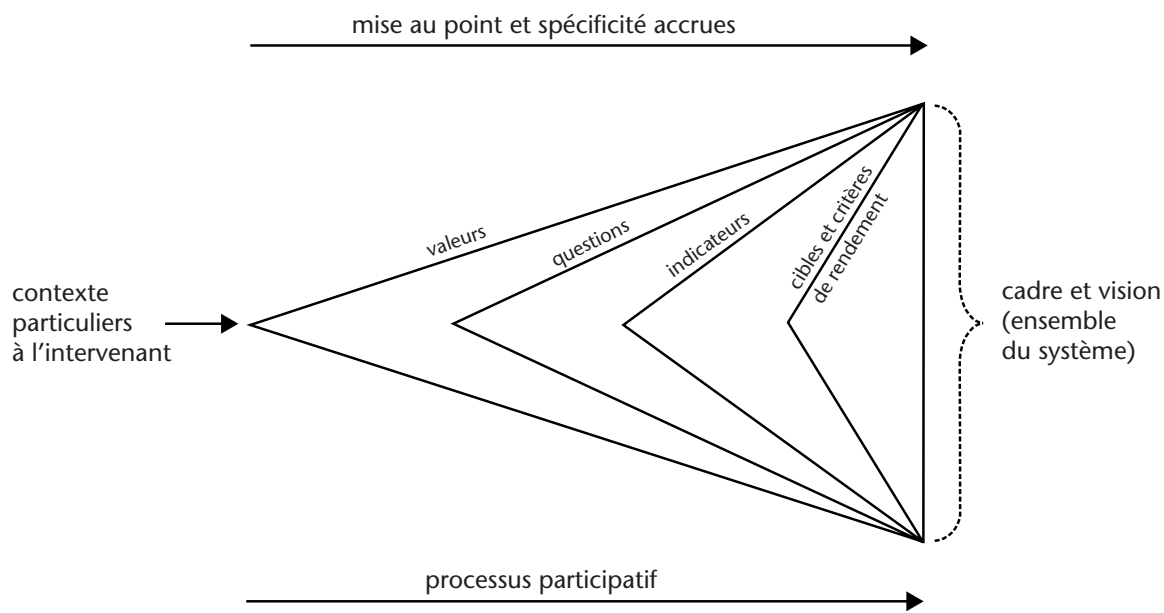 mise au point et spécificité accrues
valeurs
questions
indicateurs
cibles et critères
de rendement
contexte
particuliers
à l'intervenant
cadre et vision
(ensemble
du système)
processus participatif